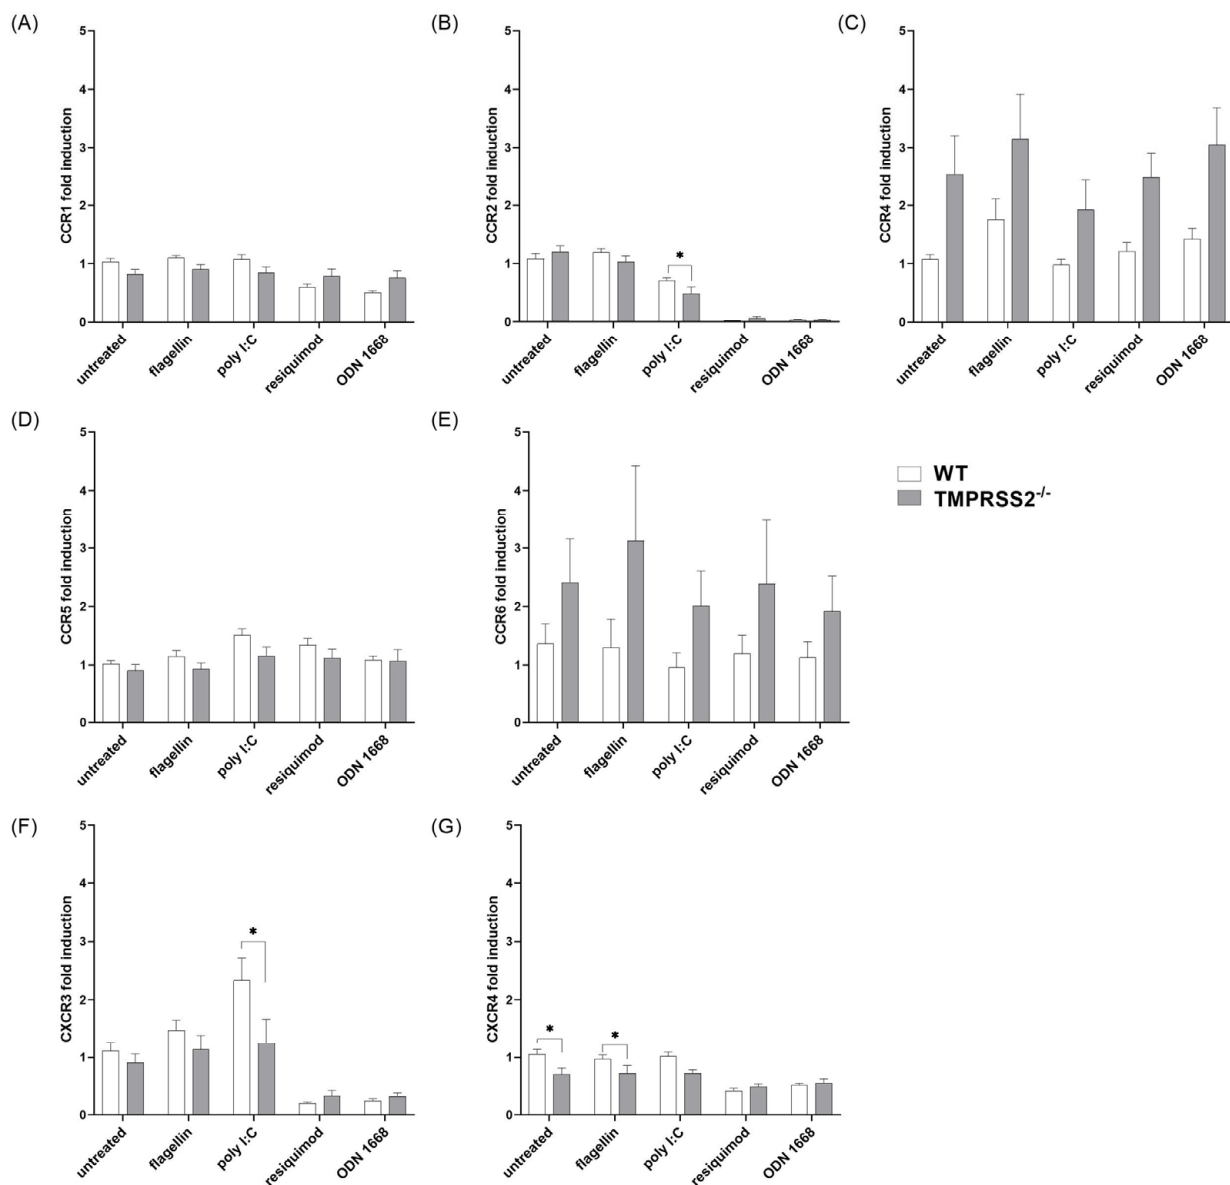 (A)
5
4
3
2
1
0
CCR1 fold induction
untreated
flagellin
poly I:C
resiquimod
ODN 1668
(B)
5
4
3
2
1
0
CCR2 fold induction
*
untreated
flagellin
poly I:C
resiquimod
ODN 1668
(C)
5
4
3
2
1
0
CCR4 fold induction
untreated
flagellin
poly I:C
resiquimod
ODN 1668
(D)
5
4
3
2
1
0
CCR5 fold induction
untreated
flagellin
poly I:C
resiquimod
ODN 1668
(E)
5
4
3
2
1
0
CCR6 fold induction
untreated
flagellin
poly I:C
resiquimod
ODN 1668
WT
TMPRSS2-/-
(F)
5
4
3
2
1
0
CXCR3 fold induction
*
untreated
flagellin
poly I:C
resiquimod
ODN 1668
(G)
5
4
3
2
1
0
CXCR4 fold induction
*
*
untreated
flagellin
poly I:C
resiquimod
ODN 1668